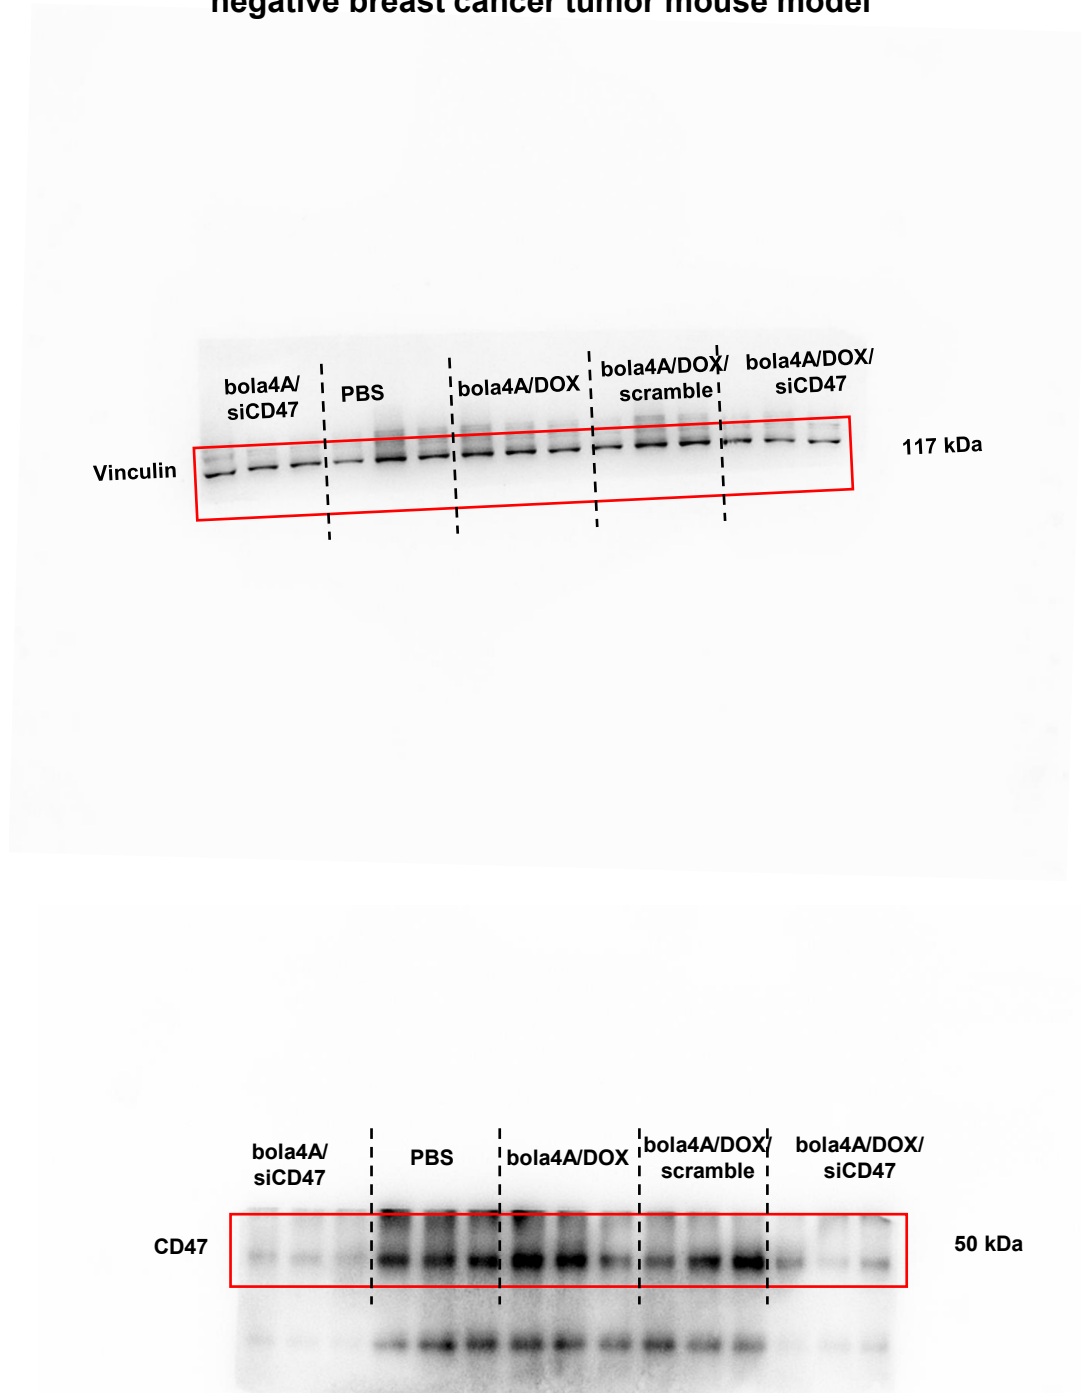 negative breast cancer tumor mouse model
bola4A/
siCD47
PBS
bola4A/DOX
bola4A/DOX/
scramble
bola4A/DOX/
siCD47
Vinculin
117 kDa
bola4A/
siCD47
PBS
bola4A/DOX
bola4A/DOX/
scramble
bola4A/DOX/
siCD47
CD47
50 kDa